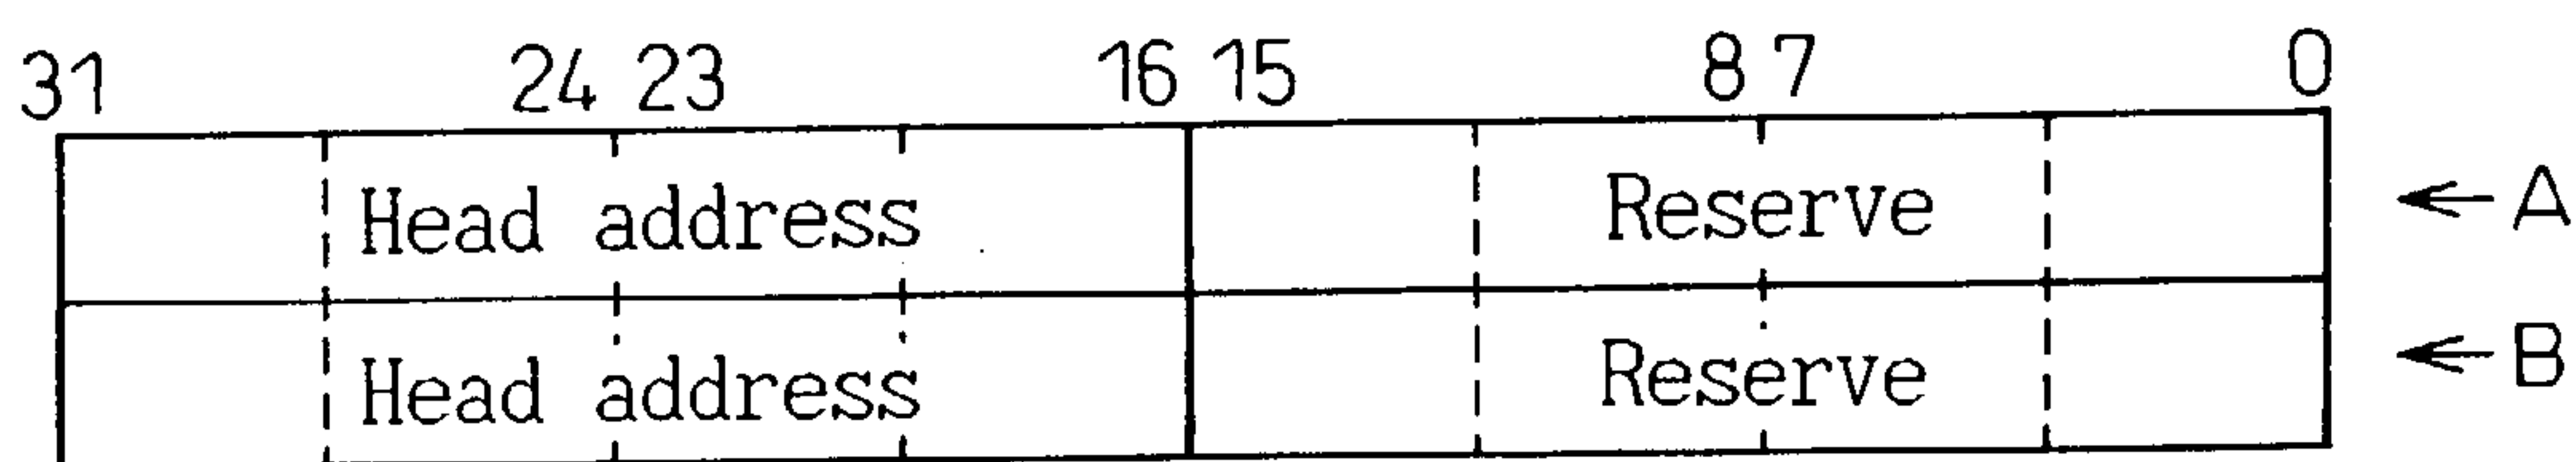 31 24 23 16 15 8 7 0
Head address Reserve ← A
Head address Reserve ← B